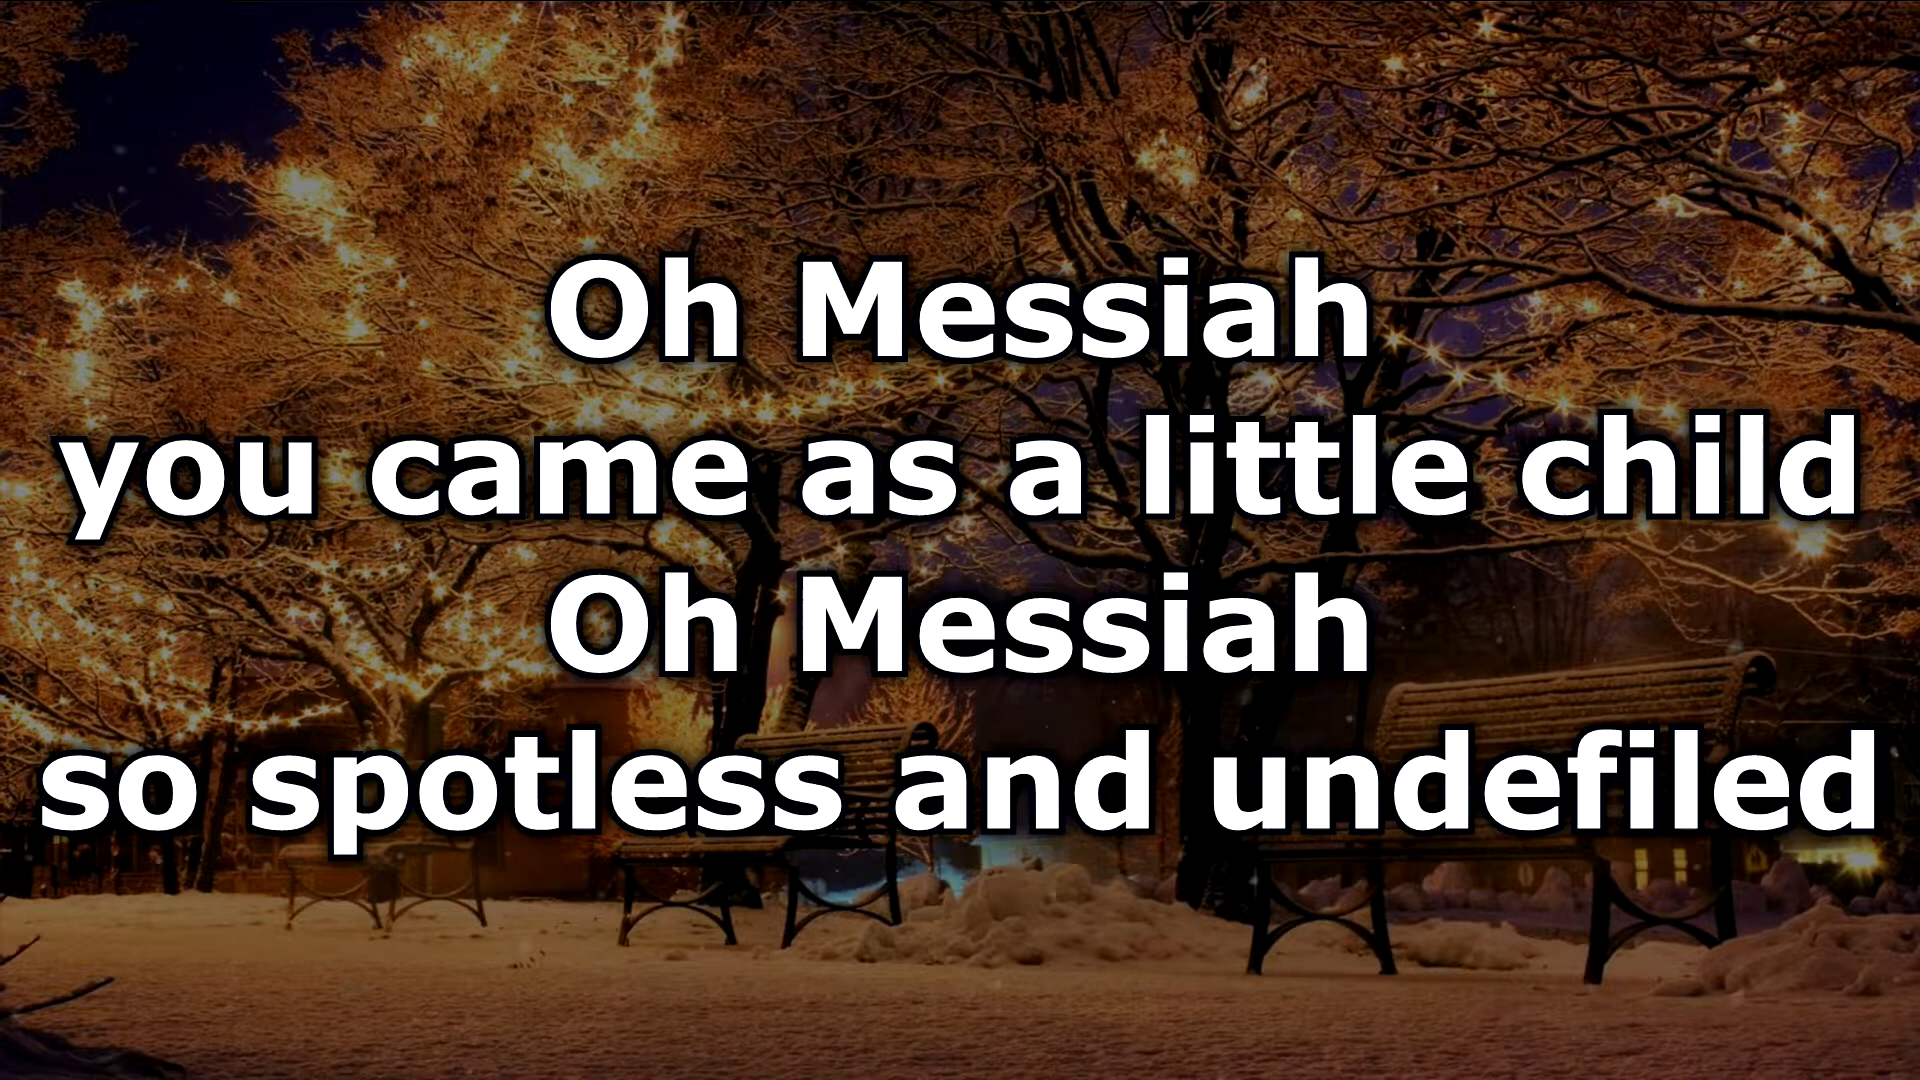 Oh Messiah
you came as a little child
Oh Messiah
so spotless and undefiled